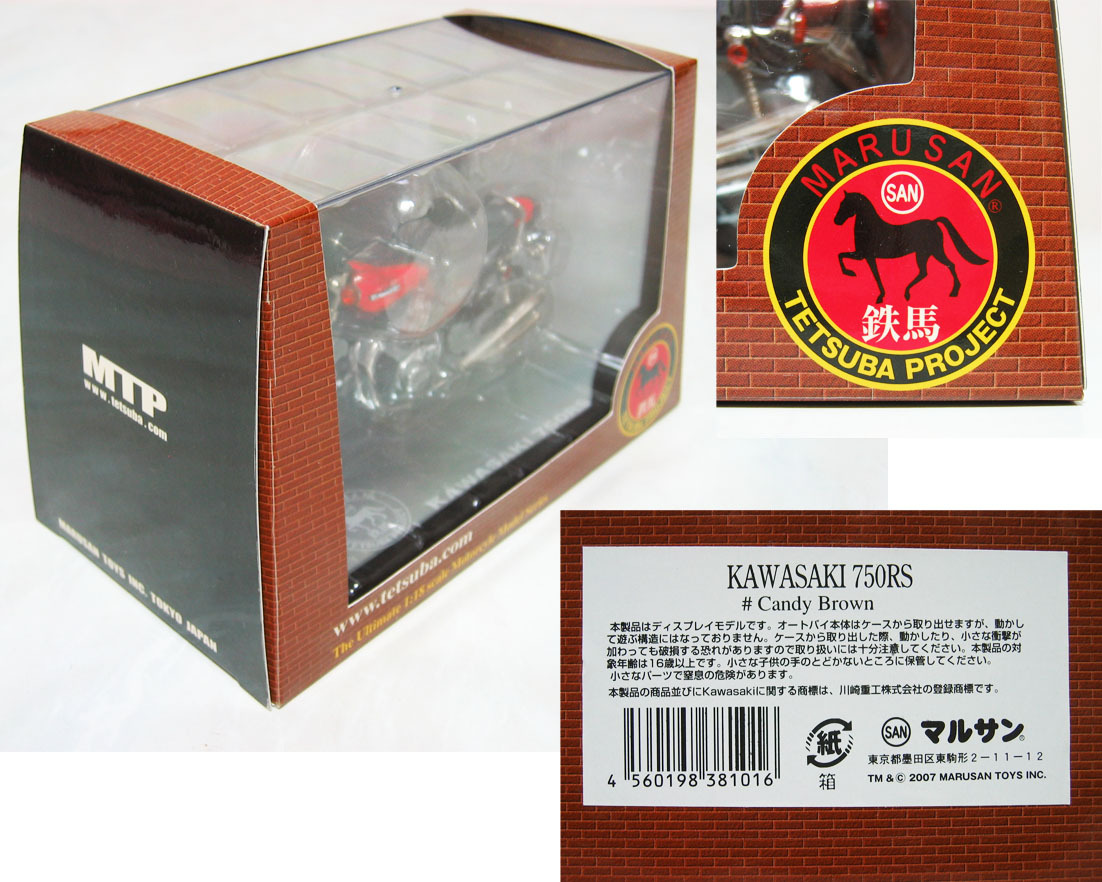 MTP
www.tetsuba.com
MARUSAN TOYS INC. TOKYO JAPAN
KAWASAKI
www.tetsuba.com
The Ultimate 1:18 scale Motorcycle Model Series
SAN
鉄馬
MARUSAN®
SAN
鉄馬
TETSUBA PROJECT
KAWASAKI 750RS
# Candy Brown
本製品はディスプレイモデルです。オートバイ本体はケースから取り出せますが、動かし
て遊ぶ構造にはなっておりません。ケースから取り出した際、動かしたり、小さな衝撃が
加わっても破損する恐れがありますので取り扱いには十分注意してください。本製品の対
象年齢は16歳以上です。小さな子供の手のとどかないところに保管してください。
小さなパーツで窒息の危険があります。
本製品の商品並びにKawasakiに関する商標は、川崎重工株式会社の登録商標です。
4 560198 381016
紙
箱
SAN マルサン®
東京都墨田区東駒形2-11-12
TM & © 2007 MARUSAN TOYS INC.